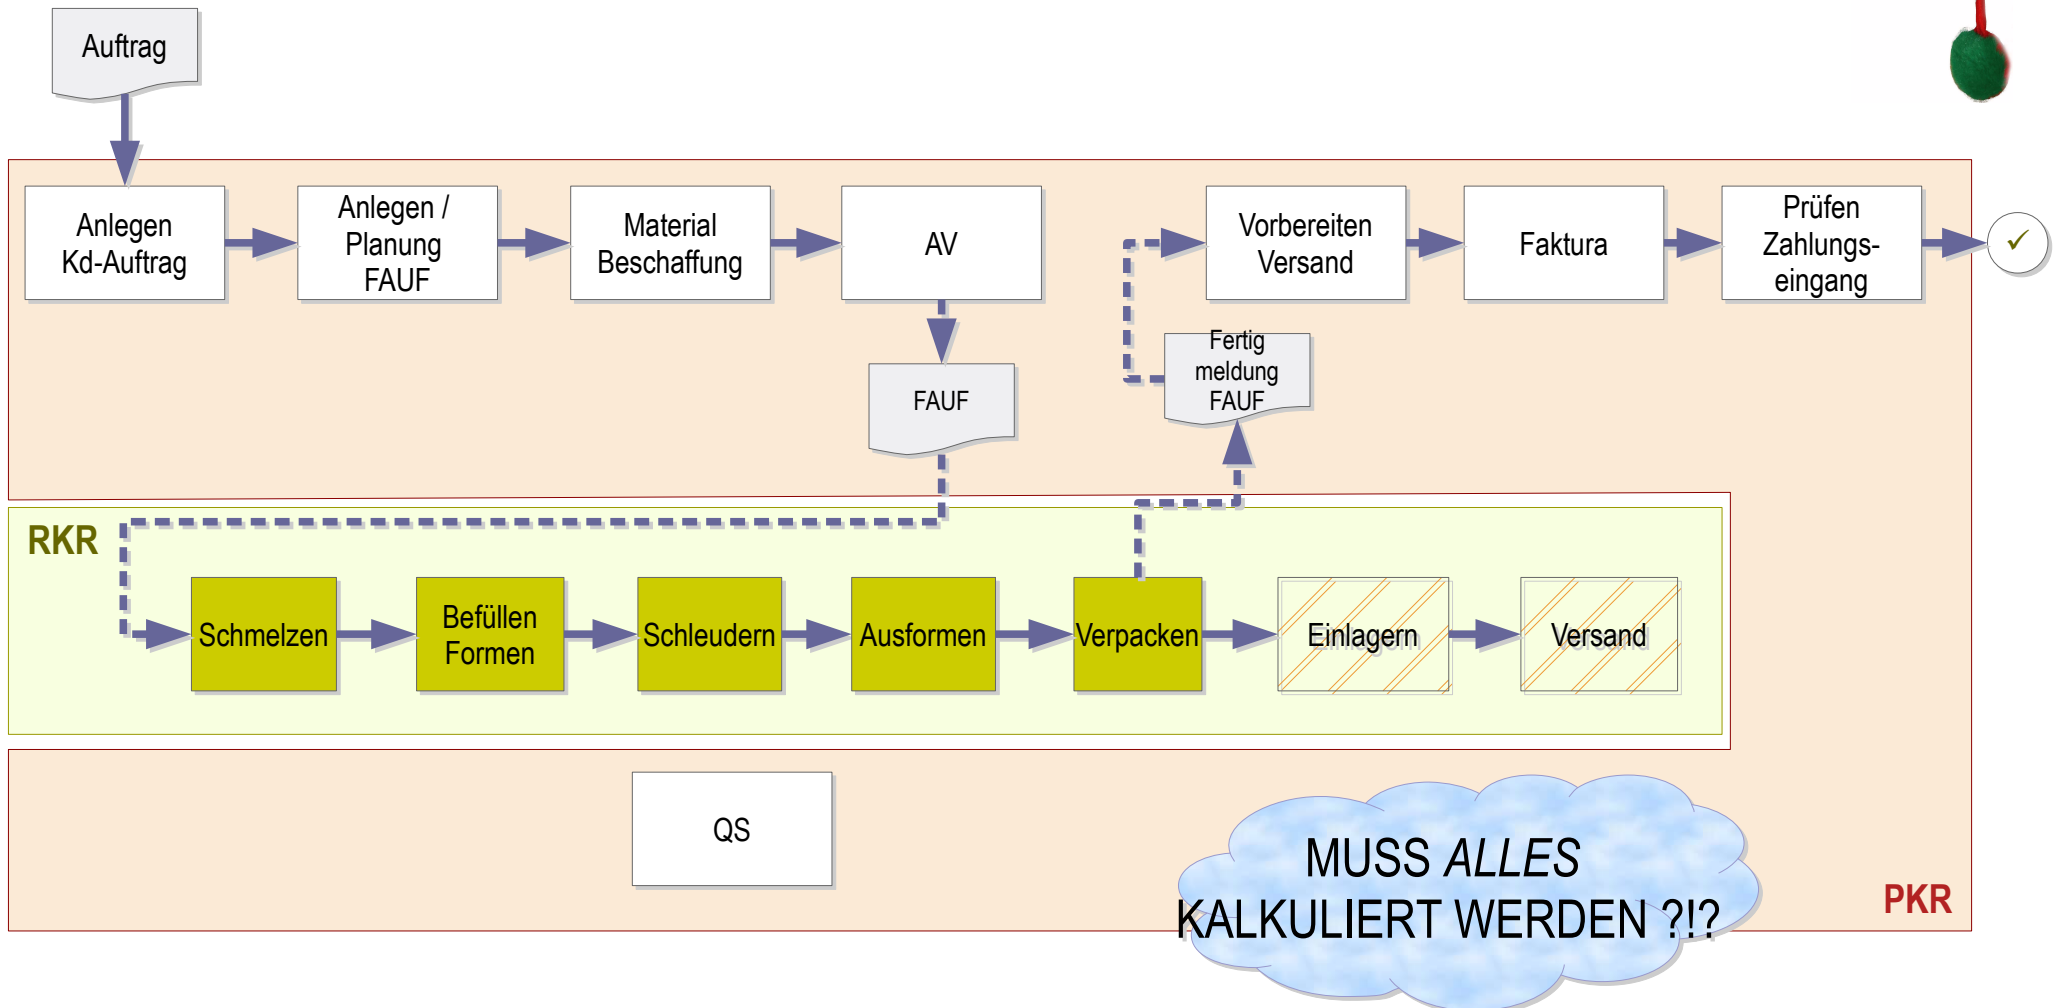 Auftrag
Anlegen
Kd-Auftrag
Anlegen /
Planung
FAUF
Material
Beschaffung
AV
Vorbereiten
Versand
Faktura
Prüfen
Zahlungs-
eingang
✓
FAUF
Fertig
meldung
FAUF
RKR
Schmelzen
Befüllen
Formen
Schleudern
Ausformen
Verpacken
Einlagern
Versand
QS
MUSS ALLES
KALKULIERT WERDEN ?!?
PKR